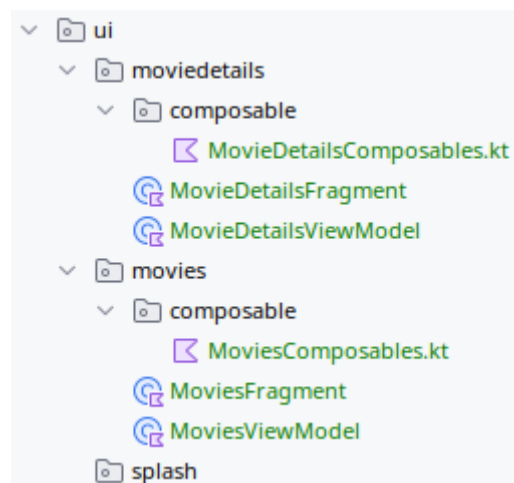 ui
moviedetails
composable
MovieDetailsComposables.kt
MovieDetailsFragment
MovieDetailsViewModel
movies
composable
MoviesComposables.kt
MoviesFragment
MoviesViewModel
splash